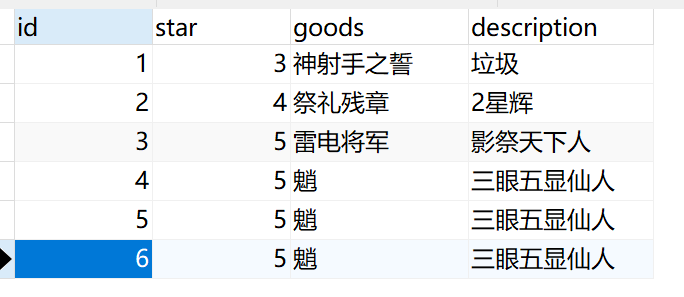 id star goods description
1 3 神射手之誓 垃圾
2 4 祭礼残章 2星辉
3 5 雷电将军 影祭天下人
4 5 魈 三眼五显仙人
5 5 魈 三眼五显仙人
6 5 魈 三眼五显仙人